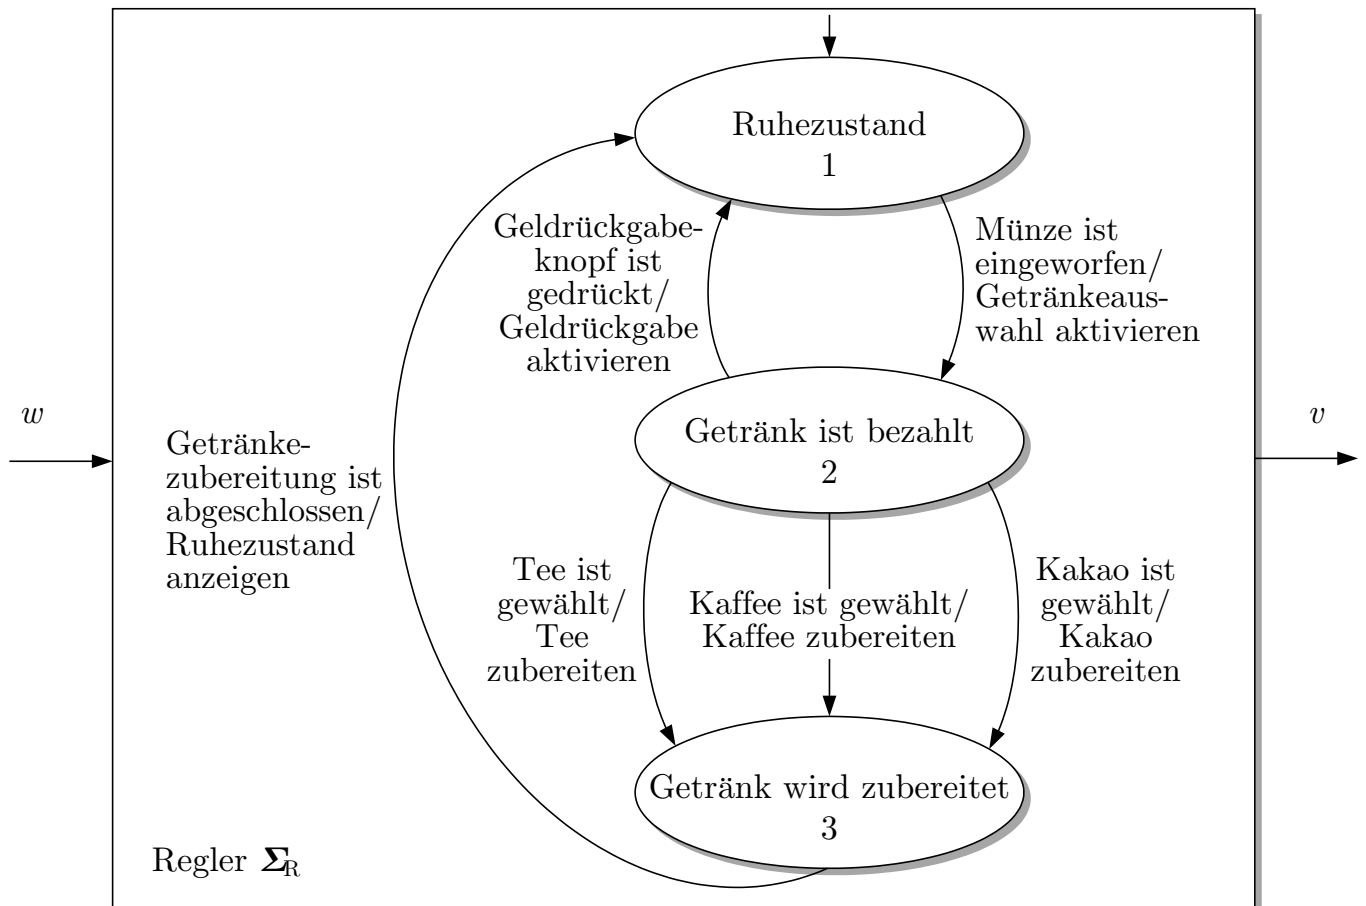 Ruhezustand
1
Geldrückgabe-
knopf ist
gedrückt/
Geldrückgabe
aktivieren
Münze ist
eingeworfen/
Getränkeaus-
wahl aktivieren
w
v
Getränk ist bezahlt
2
Getränke-
zubereitung ist
abgeschlossen/
Ruhezustand
anzeigen
Tee ist
gewählt/
Tee
zubereiten
Kaffee ist gewählt/
Kaffee zubereiten
Kakao ist
gewählt/
Kakao
zubereiten
Getränk wird zubereitet
3
Regler Σ_R